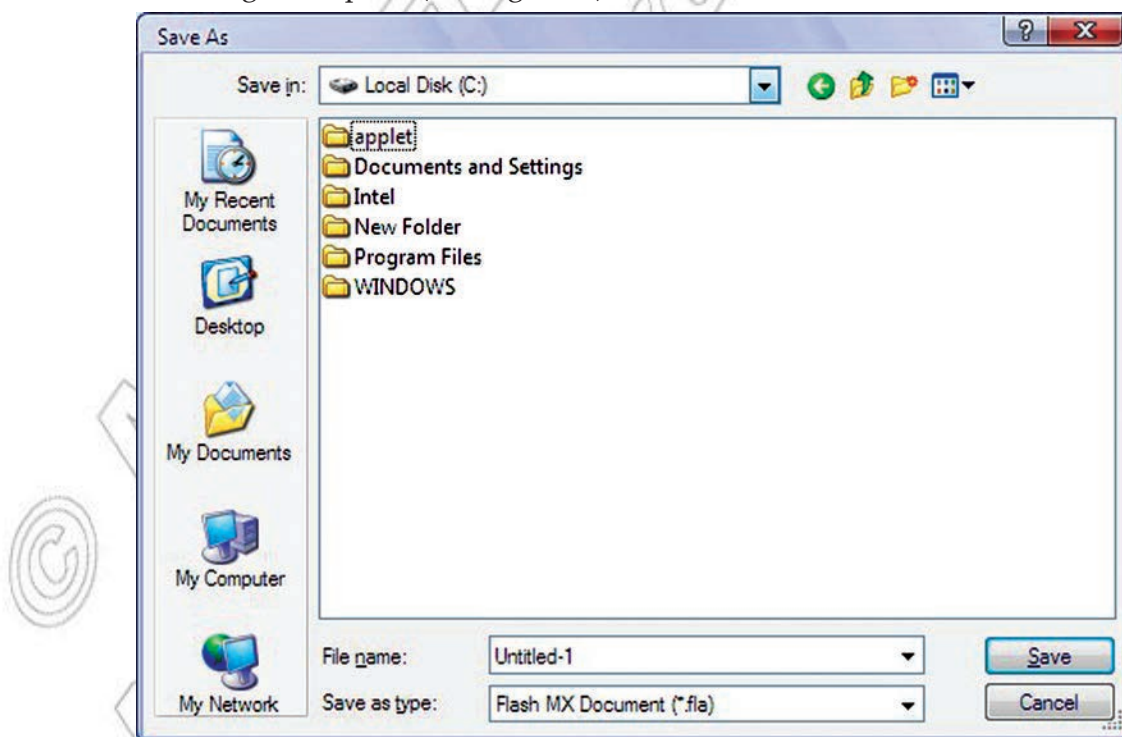 Save As
Save in: Local Disk (C:)
applet
Documents and Settings
Intel
New Folder
Program Files
WINDOWS
My Recent
Documents
Desktop
My Documents
My Computer
My Network
File name: Untitled-1
Save as type: Flash MX Document (*.fla)
Save
Cancel